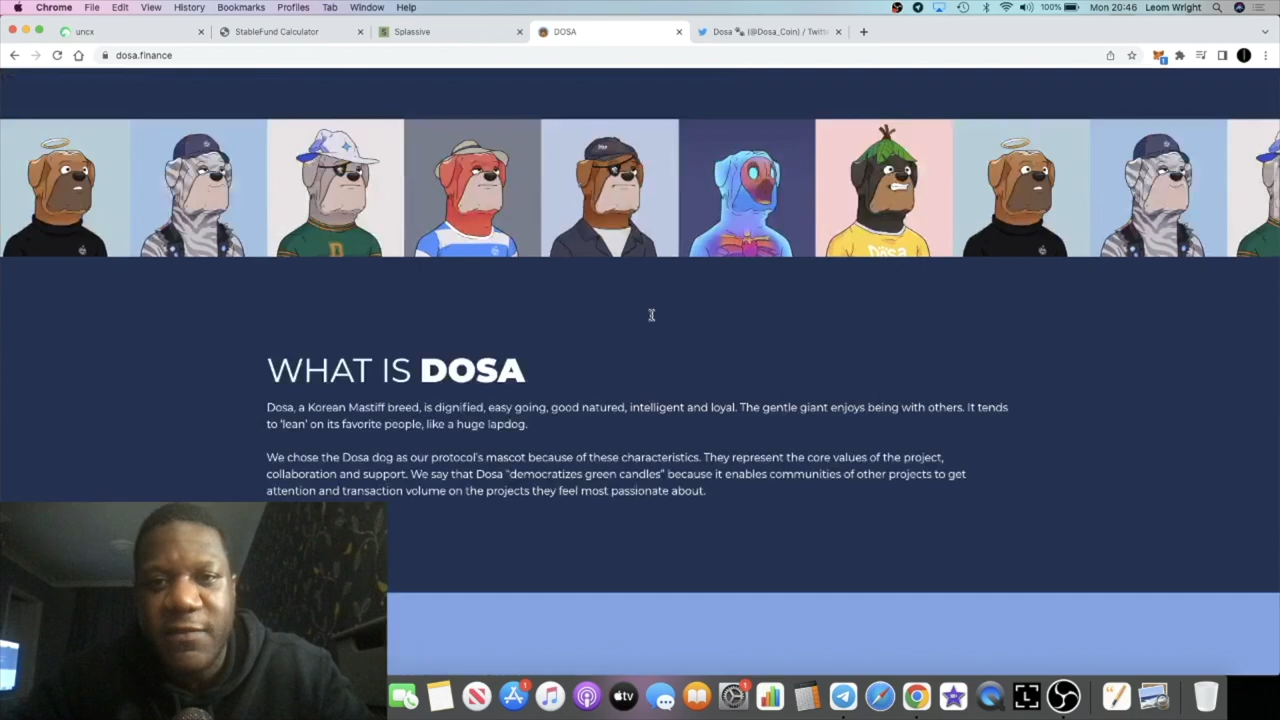 Chrome File Edit View History Bookmarks Profiles Tab Window Help 100% Mon 20:46 Leom Wright
uncx StableFund Calculator Splassive DOSA Dosa (@Dosa_Coin) / Twitt
dosa.finance
D
WHAT IS DOSA
Dosa, a Korean Mastiff breed, is dignified, easy going, good natured, intelligent and loyal. The gentle giant enjoys being with others. It tends
to 'lean' on its favorite people, like a huge lapdog.
We chose the Dosa dog as our protocol's mascot because of these characteristics. They represent the core values of the project,
collaboration and support. We say that Dosa "democratizes green candles" because it enables communities of other projects to get
attention and transaction volume on the projects they feel most passionate about.
tv